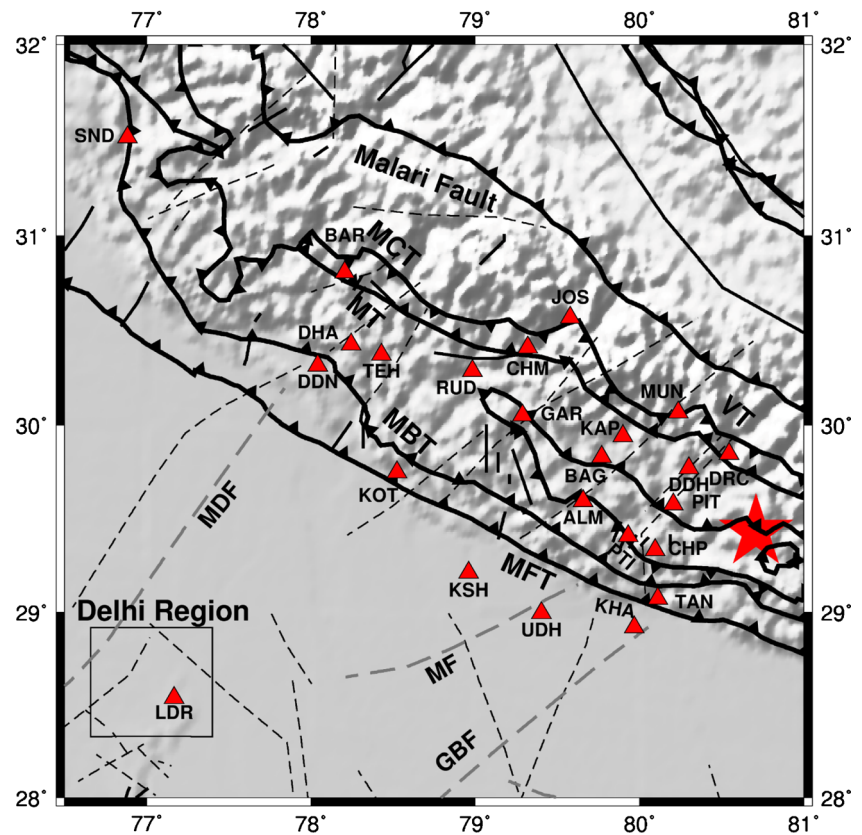 77° 78° 79° 80° 81°
32° 32°
SND
Malari Fault
BAR MCT
31° 31°
JOS
MT
DHA
DDN TEH CHM
RUD
MUN
VT
GAR
KAP
30° 30°
MBT
BAG
DDH DRC
KOT
PIT
MDF
ALM
CHP
PTI
MFT
KSH
KHA TAN
Delhi Region
29° 29°
UDH
MF
LDR
GBF
28° 28°
77° 78° 79° 80° 81°